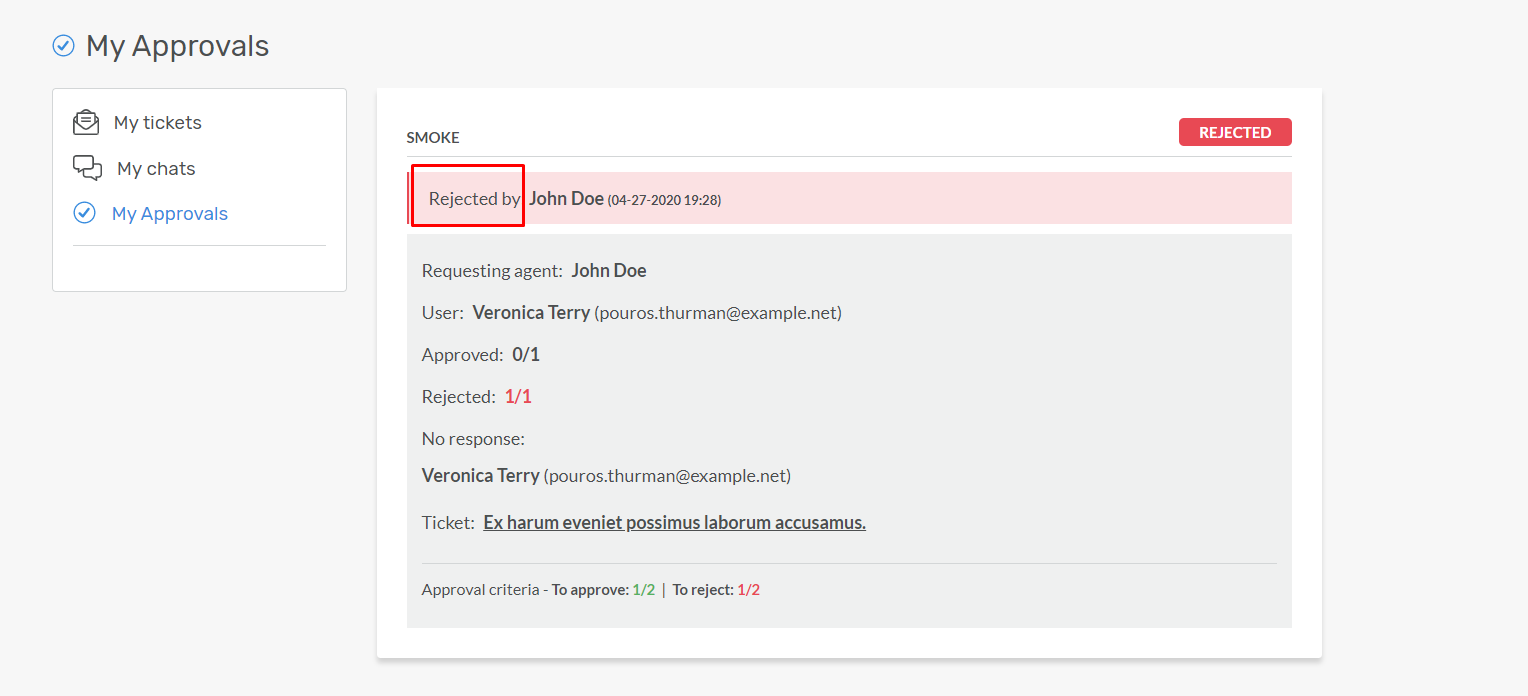 My Approvals
My tickets
My chats
My Approvals
SMOKE
REJECTED
Rejected by John Doe (04-27-2020 19:28)
Requesting agent: John Doe
User: Veronica Terry (pouros.thurman@example.net)
Approved: 0/1
Rejected: 1/1
No response:
Veronica Terry (pouros.thurman@example.net)
Ticket: Ex harum eveniet possimus laborum accusamus.
Approval criteria - To approve: 1/2 | To reject: 1/2